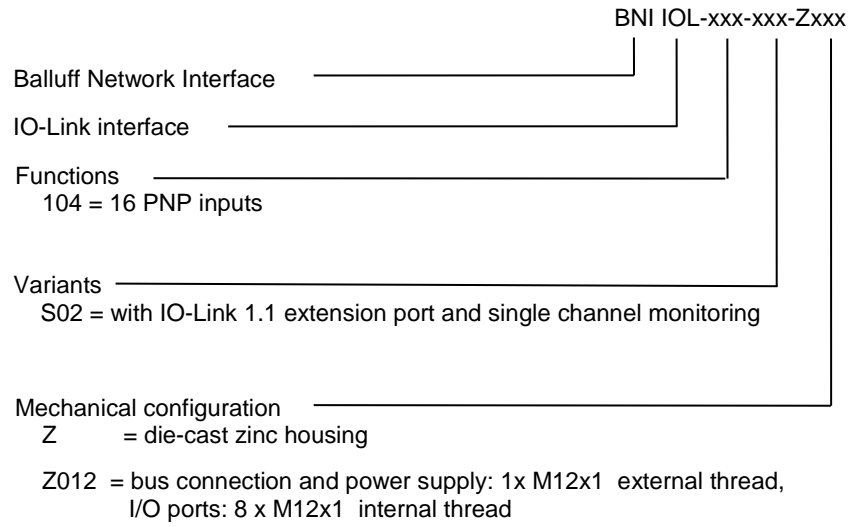 BNI IOL-xxx-xxx-Zxxx
Balluff Network Interface
IO-Link interface
Functions
104 = 16 PNP inputs
Variants
S02 = with IO-Link 1.1 extension port and single channel monitoring
Mechanical configuration
Z = die-cast zinc housing
Z012 = bus connection and power supply: 1x M12x1 external thread,
I/O ports: 8 x M12x1 internal thread